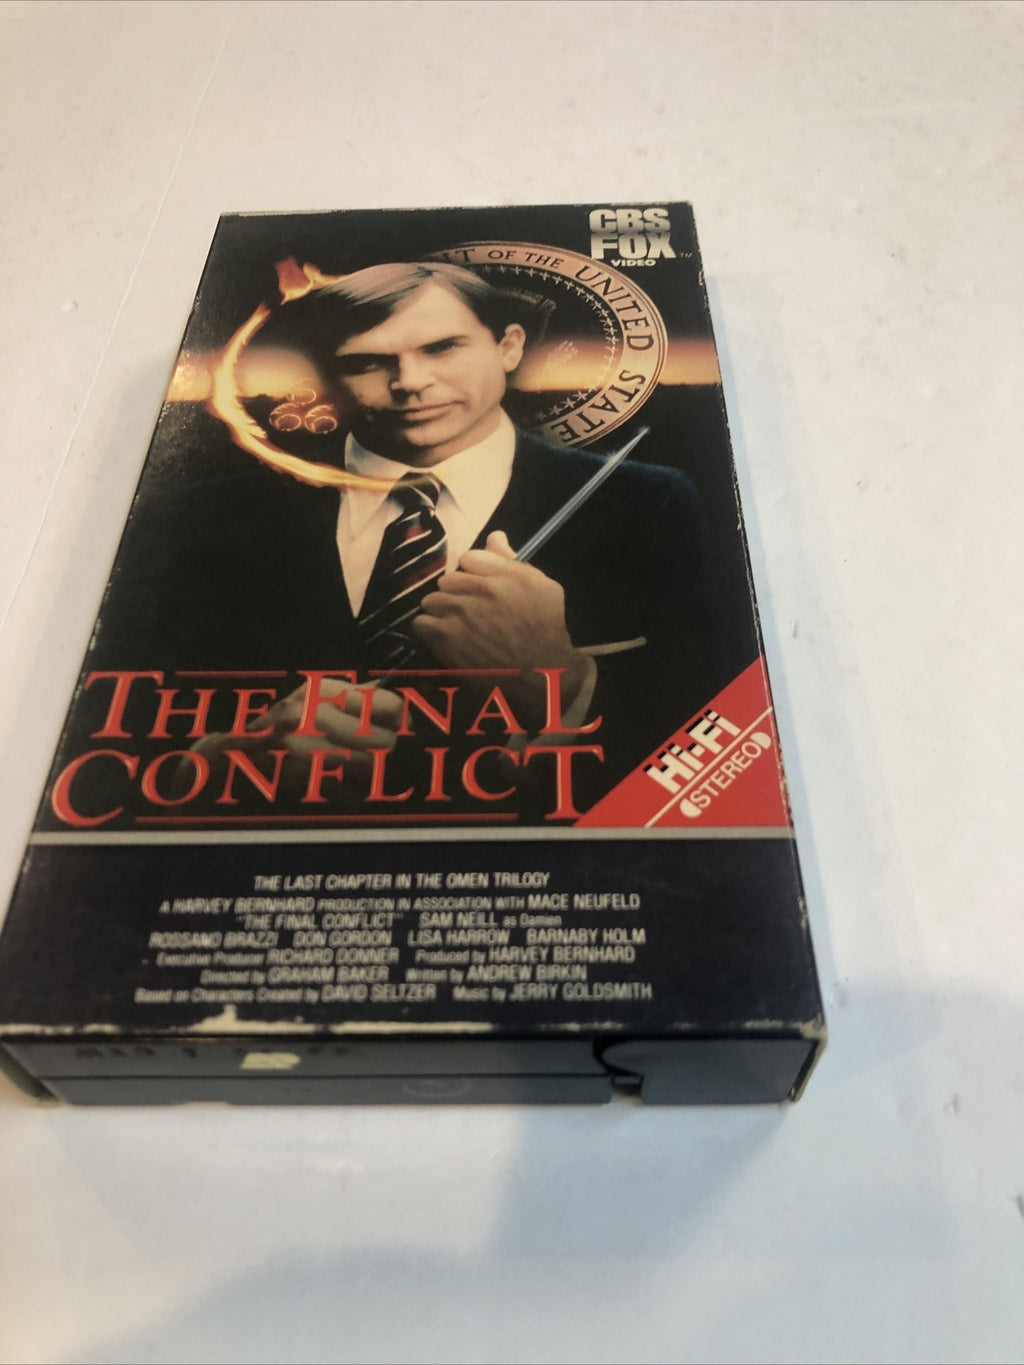 CBS
FOX
VIDEO
TM
OF THE UNITED STATE
666
THE FINAL
CONFLICT
Hi-Fi
STEREO
THE LAST CHAPTER IN THE OMEN TRILOGY
A HARVEY BERNHARD PRODUCTION IN ASSOCIATION WITH MACE NEUFELD
"THE FINAL CONFLICT" SAM NEILL as Damien
ROSSANO BRAZZI DON GORDON LISA HARROW BARNABY HOLM
Executive Producer RICHARD DONNER Produced by HARVEY BERNHARD
Directed by GRAHAM BAKER Written by ANDREW BIRKIN
Based on Characters Created by DAVID SELTZER Music by JERRY GOLDSMITH